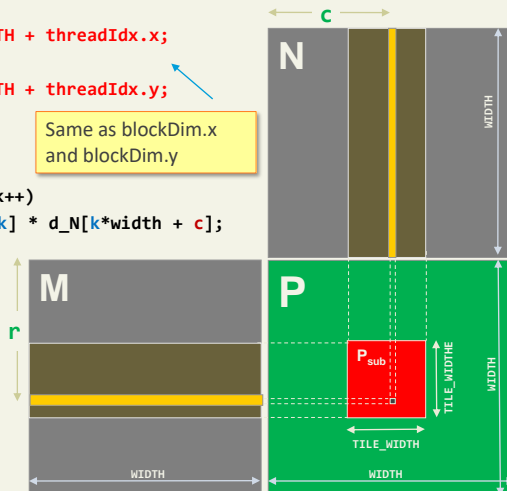 TH + threadIdx.x;
TH + threadIdx.y;
Same as blockDim.x
and blockDim.y
k++)
k] * d_N[k*width + c];
c
N
WIDTH
M
r
WIDTH
P
Psub
TILE_WIDTHE
TILE_WIDTH
WIDTH
WIDTH